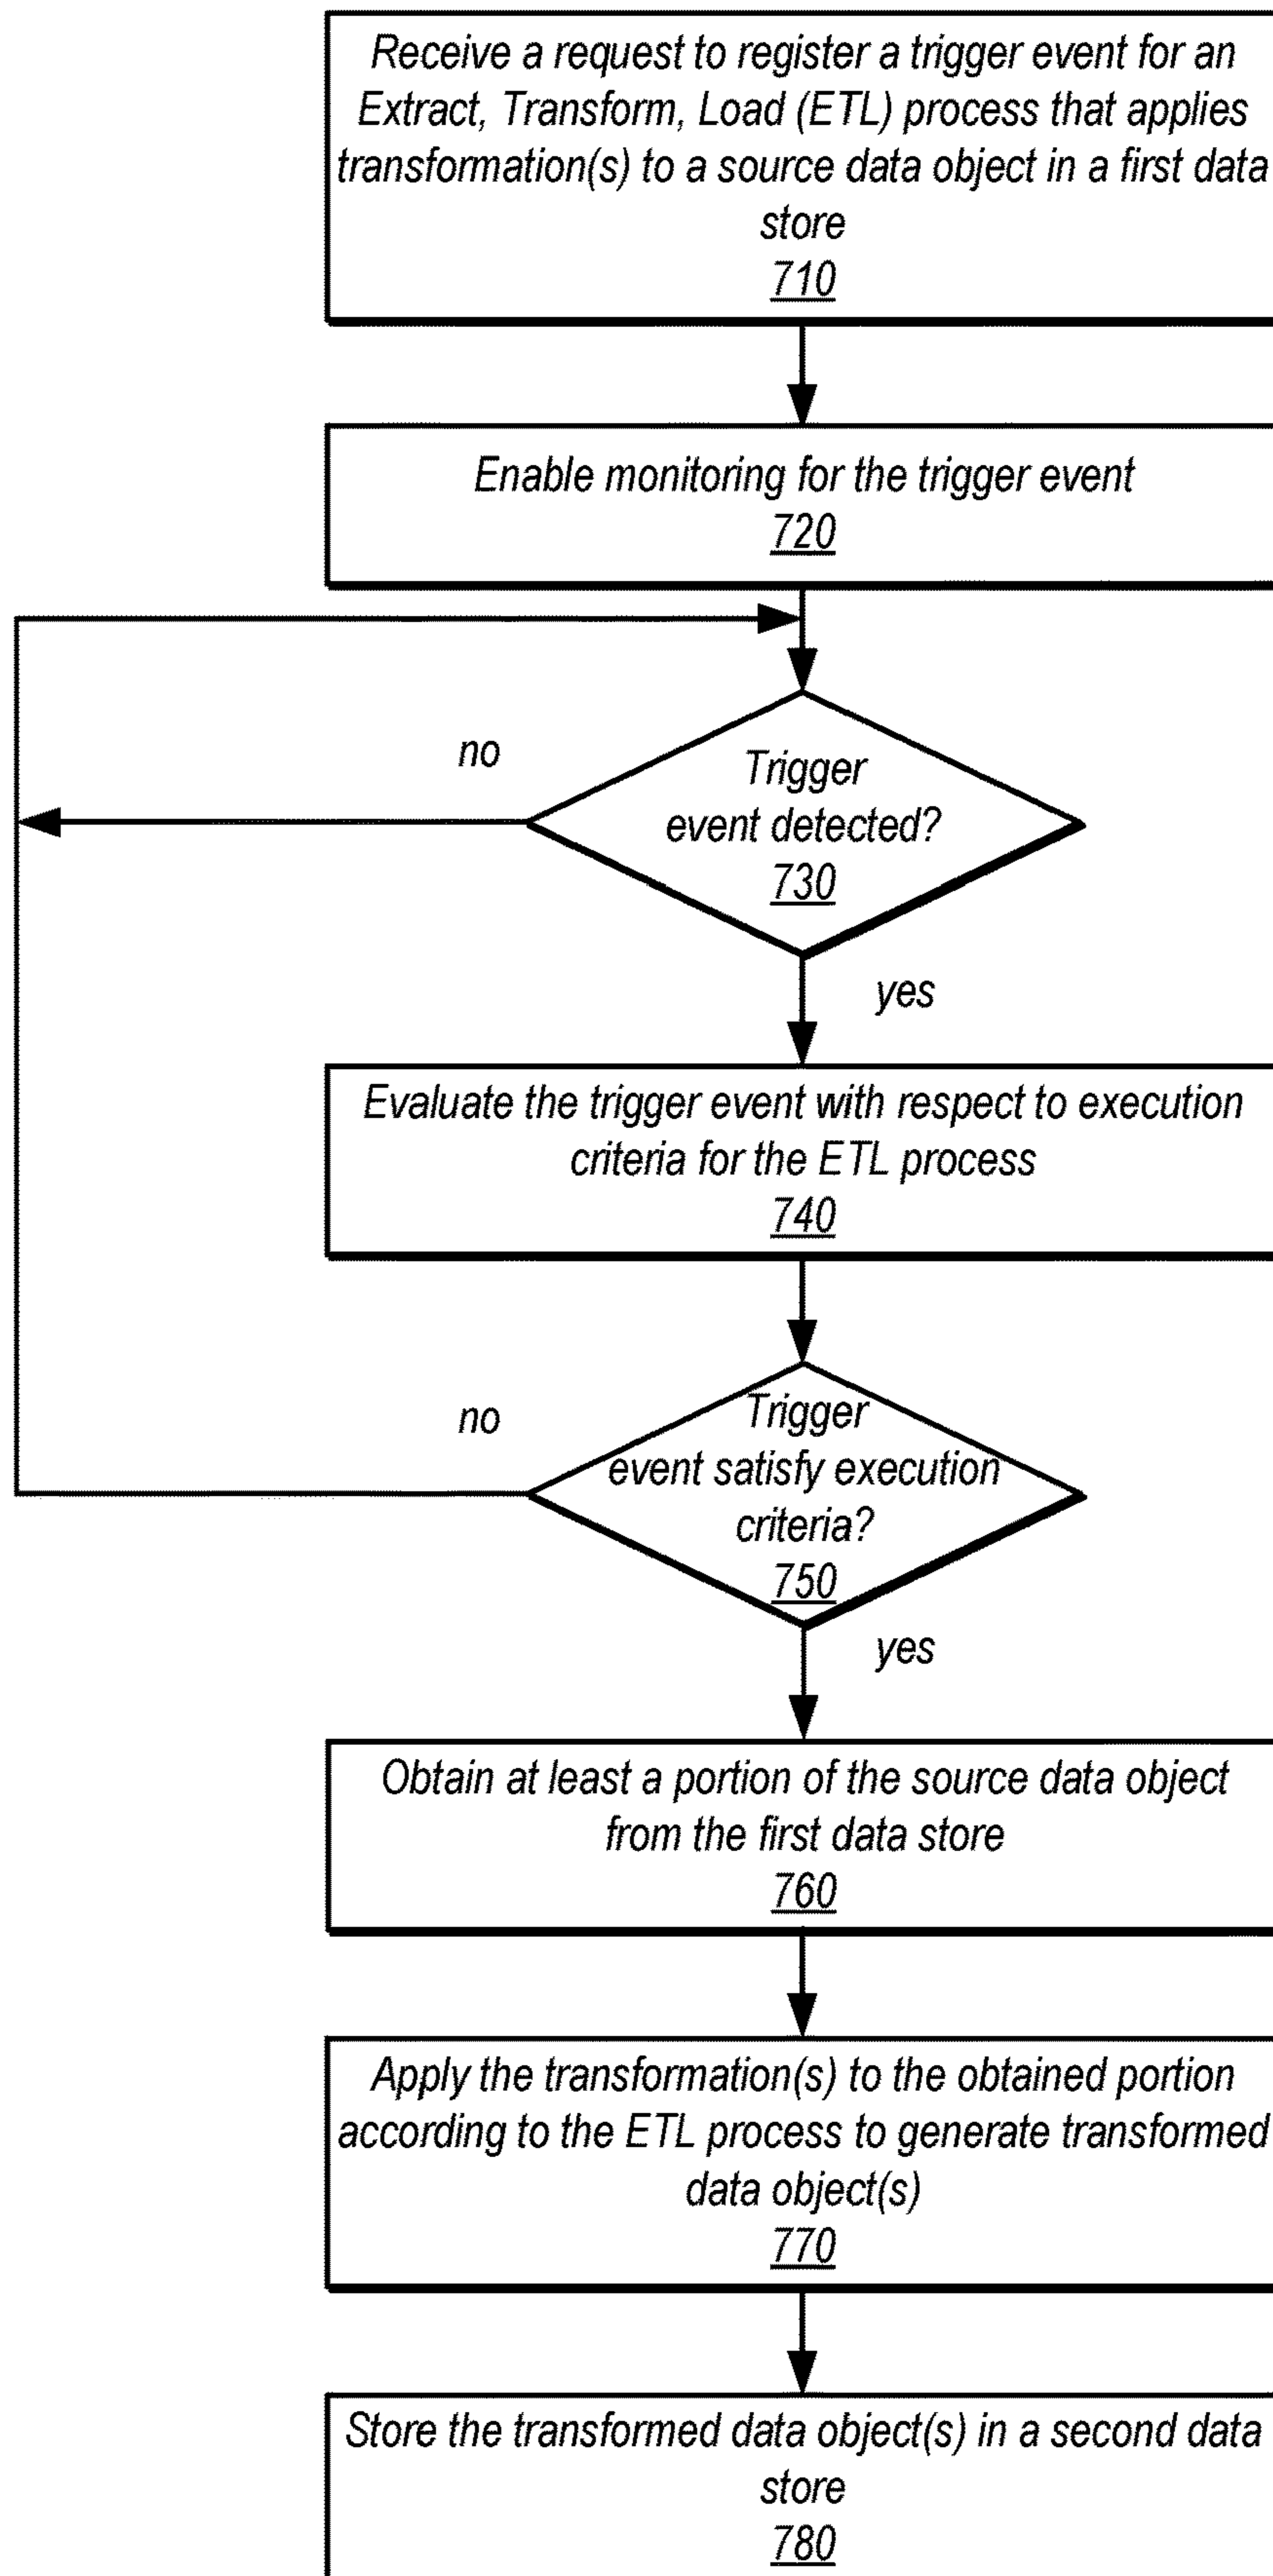 Receive a request to register a trigger event for an
Extract, Transform, Load (ETL) process that applies
transformation(s) to a source data object in a first data
store
710
Enable monitoring for the trigger event
720
no
Trigger
event detected?
730
yes
Evaluate the trigger event with respect to execution
criteria for the ETL process
740
no
Trigger
event satisfy execution
criteria?
750
yes
Obtain at least a portion of the source data object
from the first data store
760
Apply the transformation(s) to the obtained portion
according to the ETL process to generate transformed
data object(s)
770
Store the transformed data object(s) in a second data
store
780